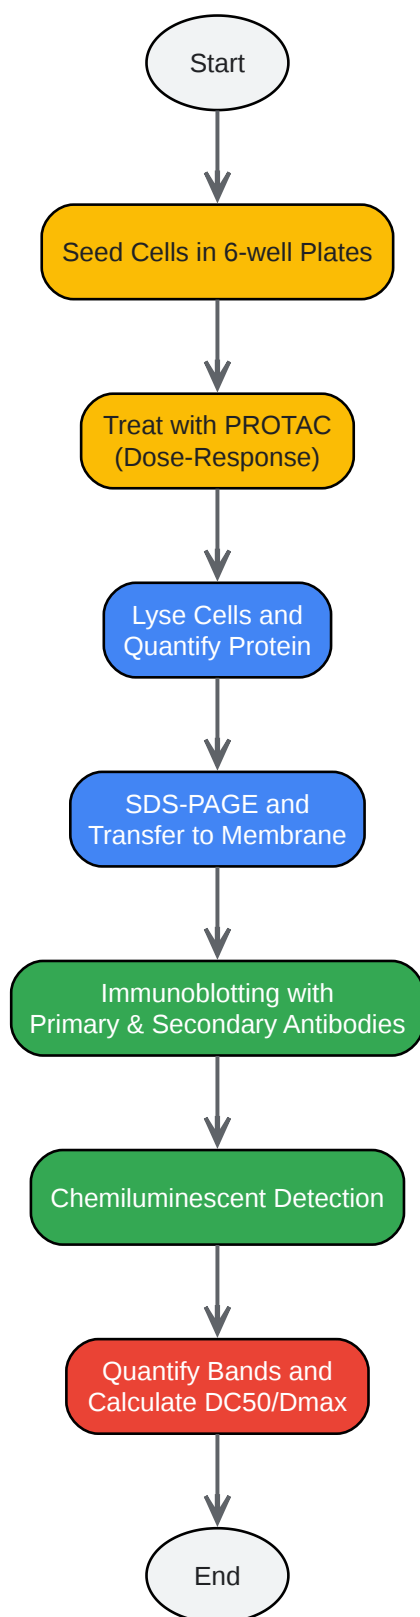 Start
Seed Cells in 6-well Plates
Treat with PROTAC
(Dose-Response)
Lyse Cells and
Quantify Protein
SDS-PAGE and
Transfer to Membrane
Immunoblotting with
Primary & Secondary Antibodies
Chemiluminescent Detection
Quantify Bands and
Calculate DC50/Dmax
End